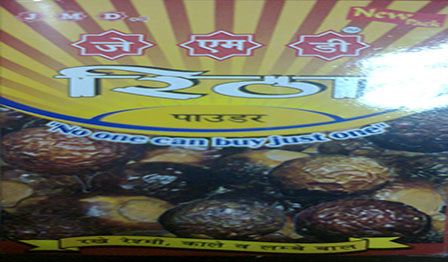 J M D
New Pack
जे एम डी
रिठा
पाउडर
"No one can buy just one"
रखे रेशमी, काले व लम्बे बाल